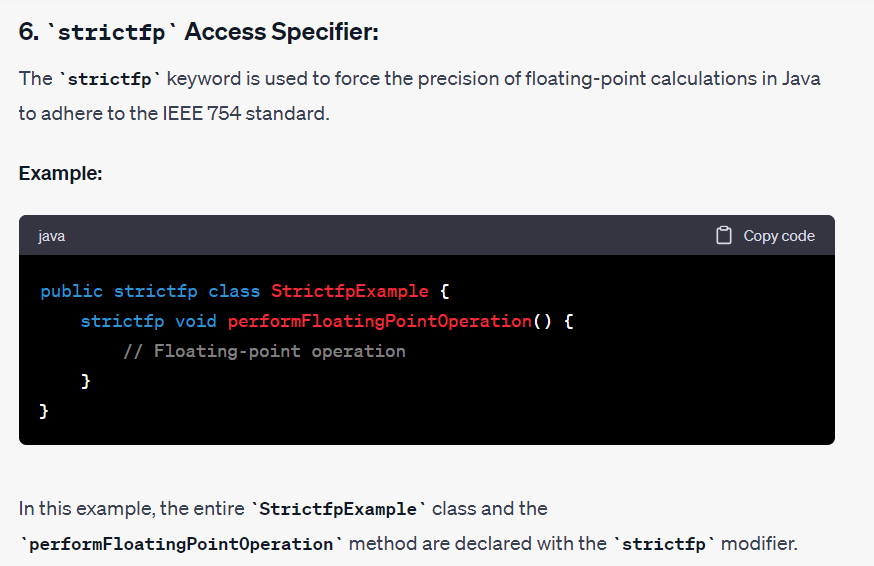 6. `strictfp` Access Specifier:
The `strictfp` keyword is used to force the precision of floating-point calculations in Java
to adhere to the IEEE 754 standard.
Example:
java
Copy code
public strictfp class StrictfpExample {
    strictfp void performFloatingPointOperation() {
        // Floating-point operation
    }
}
In this example, the entire `StrictfpExample` class and the
`performFloatingPointOperation` method are declared with the `strictfp` modifier.